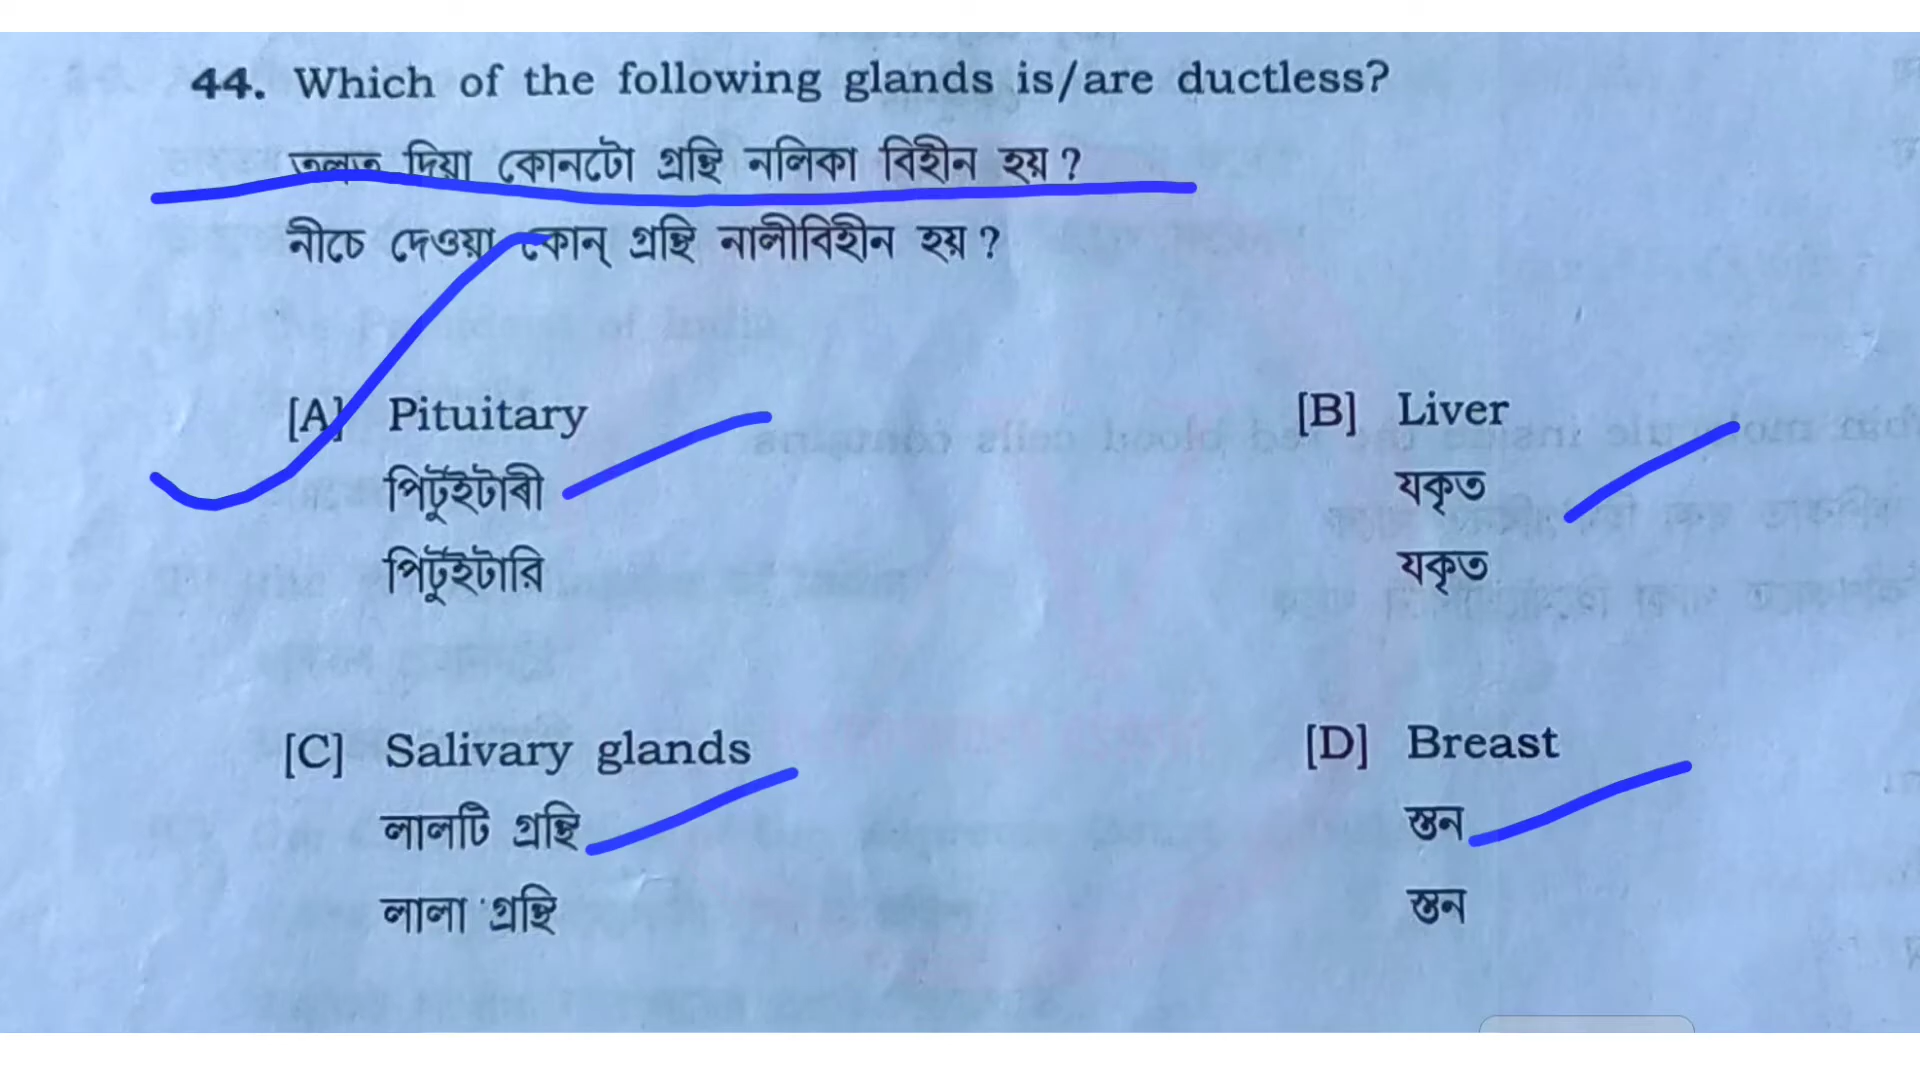 44. Which of the following glands is/are ductless?
তলত দিয়া কোনটো গ্ৰন্থি নলিকা বিহীন হয় ?
নীচে দেওয়া কোন্ গ্রন্থি নালীবিহীন হয় ?
[A] Pituitary
পিটুইটাৰী
পিটুইটারি
[B] Liver
যকৃত
যকৃত
[C] Salivary glands
লালটি গ্ৰন্থি
লালা গ্রন্থি
[D] Breast
স্তন
স্তন